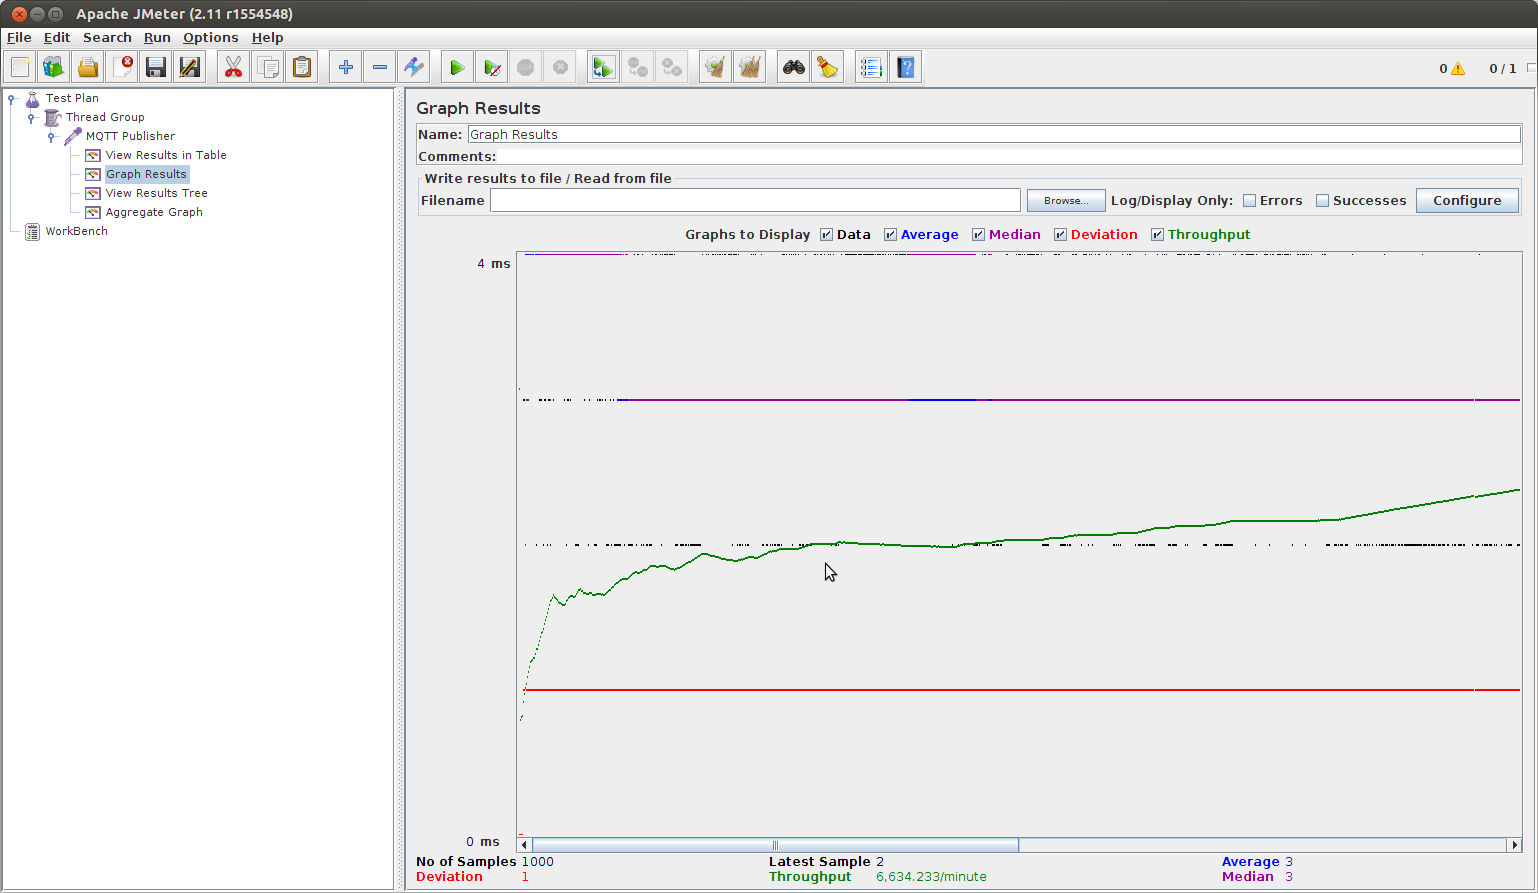 Apache JMeter (2.11 r1554548)
File Edit Search Run Options Help
0 0 / 1
Test Plan
Thread Group
MQTT Publisher
View Results in Table
Graph Results
View Results Tree
Aggregate Graph
WorkBench
Graph Results
Name: Graph Results
Comments:
Write results to file / Read from file
Filename Browse... Log/Display Only: Errors Successes Configure
Graphs to Display Data Average Median Deviation Throughput
4 ms
0 ms
No of Samples 1000 Latest Sample 2 Average 3
Deviation 1 Throughput 6,634.233/minute Median 3